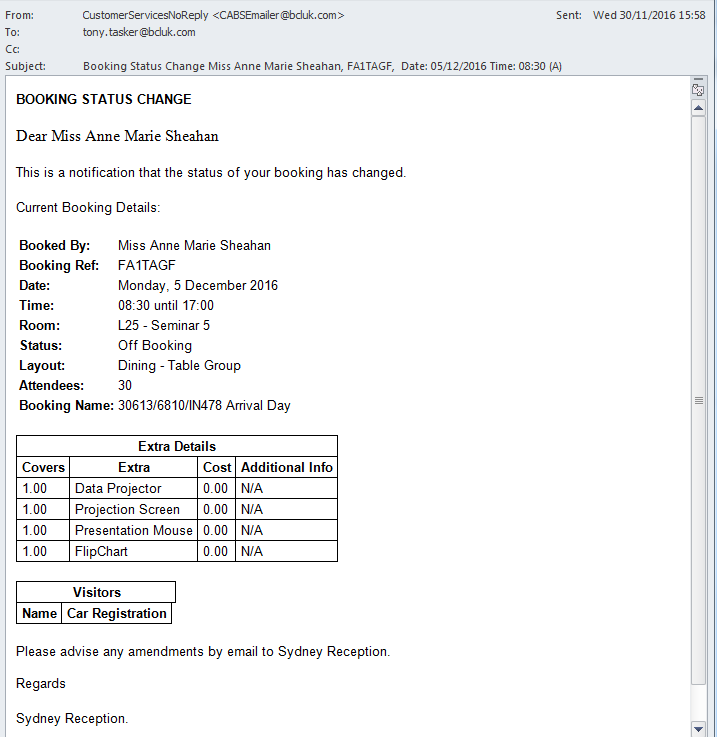 From: CustomerServicesNoReply <CABSEmailer@bcluk.com> Sent: Wed 30/11/2016 15:58
To: tony.tasker@bcluk.com
Cc:
Subject: Booking Status Change Miss Anne Marie Sheahan, FA1TAGF, Date: 05/12/2016 Time: 08:30 (A)
BOOKING STATUS CHANGE
Dear Miss Anne Marie Sheahan
This is a notification that the status of your booking has changed.
Current Booking Details:
Booked By: Miss Anne Marie Sheahan
Booking Ref: FA1TAGF
Date: Monday, 5 December 2016
Time: 08:30 until 17:00
Room: L25 - Seminar 5
Status: Off Booking
Layout: Dining - Table Group
Attendees: 30
Booking Name: 30613/6810/IN478 Arrival Day
Extra Details
Covers Extra Cost Additional Info
1.00 Data Projector 0.00 N/A
1.00 Projection Screen 0.00 N/A
1.00 Presentation Mouse 0.00 N/A
1.00 FlipChart 0.00 N/A
Visitors
Name Car Registration
Please advise any amendments by email to Sydney Reception.
Regards
Sydney Reception.